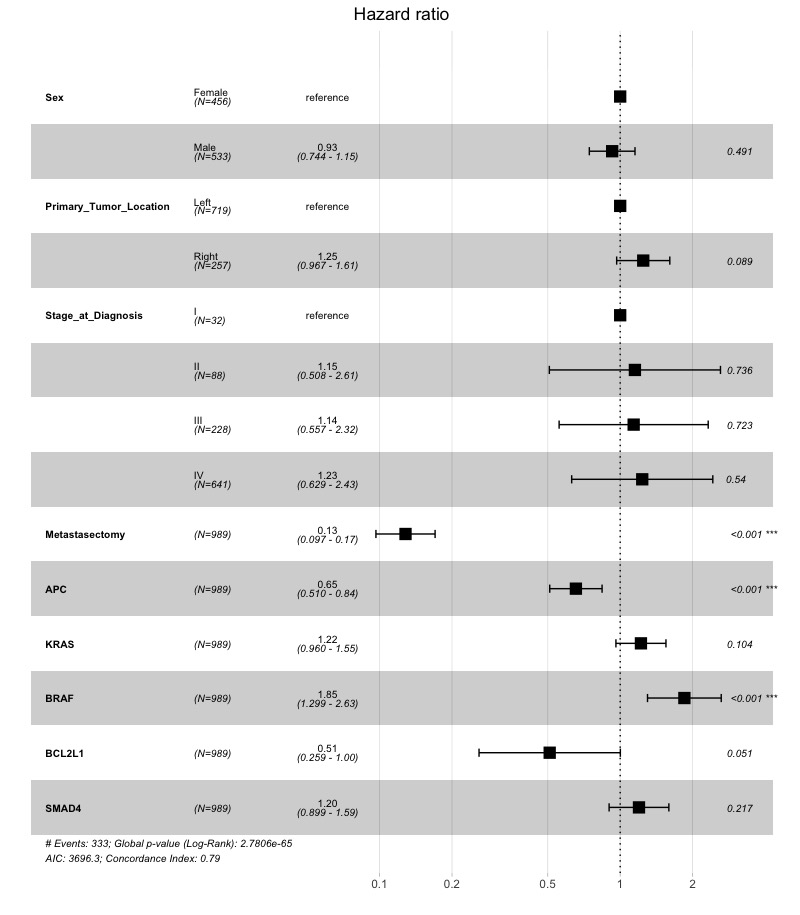 Hazard ratio
Sex Female reference
(N=456)
Male 0.93 0.491
(N=533) (0.744 - 1.15)
Primary_Tumor_Location Left reference
(N=719)
Right 1.25 0.089
(N=257) (0.967 - 1.61)
Stage_at_Diagnosis I reference
(N=32)
II 1.15 0.736
(N=88) (0.508 - 2.61)
III 1.14 0.723
(N=228) (0.557 - 2.32)
IV 1.23 0.54
(N=641) (0.629 - 2.43)
Metastasectomy (N=989) 0.13 <0.001 ***
(0.097 - 0.17)
APC (N=989) 0.65 <0.001 ***
(0.510 - 0.84)
KRAS (N=989) 1.22 0.104
(0.960 - 1.55)
BRAF (N=989) 1.85 <0.001 ***
(1.299 - 2.63)
BCL2L1 (N=989) 0.51 0.051
(0.259 - 1.00)
SMAD4 (N=989) 1.20 0.217
(0.899 - 1.59)
# Events: 333; Global p-value (Log-Rank): 2.7806e-65
AIC: 3696.3; Concordance Index: 0.79
0.1 0.2 0.5 1 2